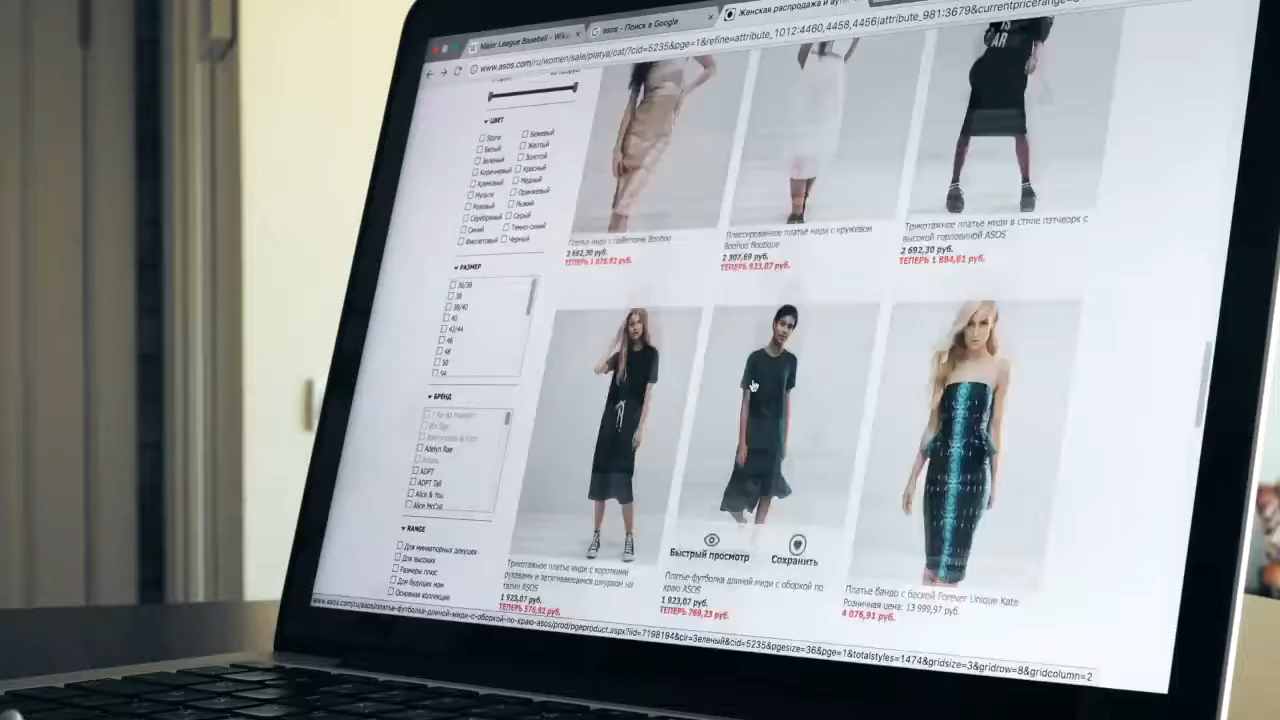 Major League Baseball - Wiki
asos - Поиск в Google
Женская распродажа и аут
www.asos.com/ru/women/sale/platya/cat/?cid=5235&pge=1&refine=attribute_1012:4460,4458,4456|attribute_981:3679&currentpricerange=
ЦВЕТ
Stone
Бежевый
Белый
Желтый
Зеленый
Золотой
Коричневый
Красный
Кремовый
Медный
Мульти
Оранжевый
Розовый
Рыжий
Серебряный
Серый
Синий
Темно-синий
Фиолетовый
Черный
РАЗМЕР
36/38
38
38/40
40
42/44
46
48
50
54
БРЕНД
Adelyn Rae
ADPT
ADPT Tall
Alice & You
Alice McCall
RANGE
Для миниатюрных девушек
Для высоких
Размеры плюс
Для будущих мам
Основная коллекция
AR
Платье миди с пайетками Boohoo
2 692,30 руб.
ТЕПЕРЬ 1 076,92 руб.
Плиссированное платье миди с кружевом
Boohoo Boutique
2 307,69 руб.
ТЕПЕРЬ 923,07 руб.
Трикотажное платье миди в стиле пэтчворк с
высокой горловиной ASOS
2 692,30 руб.
ТЕПЕРЬ 1 884,61 руб.
Трикотажное платье миди с короткими
рукавами и затягивающимся шнурком на
талии ASOS
1 923,07 руб.
ТЕПЕРЬ 576,92 руб.
Быстрый просмотр
Сохранить
Платье-футболка длиной миди с оборкой по
краю ASOS
1 923,07 руб.
ТЕПЕРЬ 769,23 руб.
Платье бандо с баской Forever Unique Kate
Розничная цена: 13 999,97 руб.
4 076,91 руб.
www.asos.com/ru/asos/платье-футболка-длиной-миди-с-оборкой-по-краю-asos/prod/pgeproduct.aspx?iid=7198194&clr=Зеленый&cid=5235&pgesize=36&pge=1&totalstyles=1474&gridsize=3&gridrow=8&gridcolumn=2